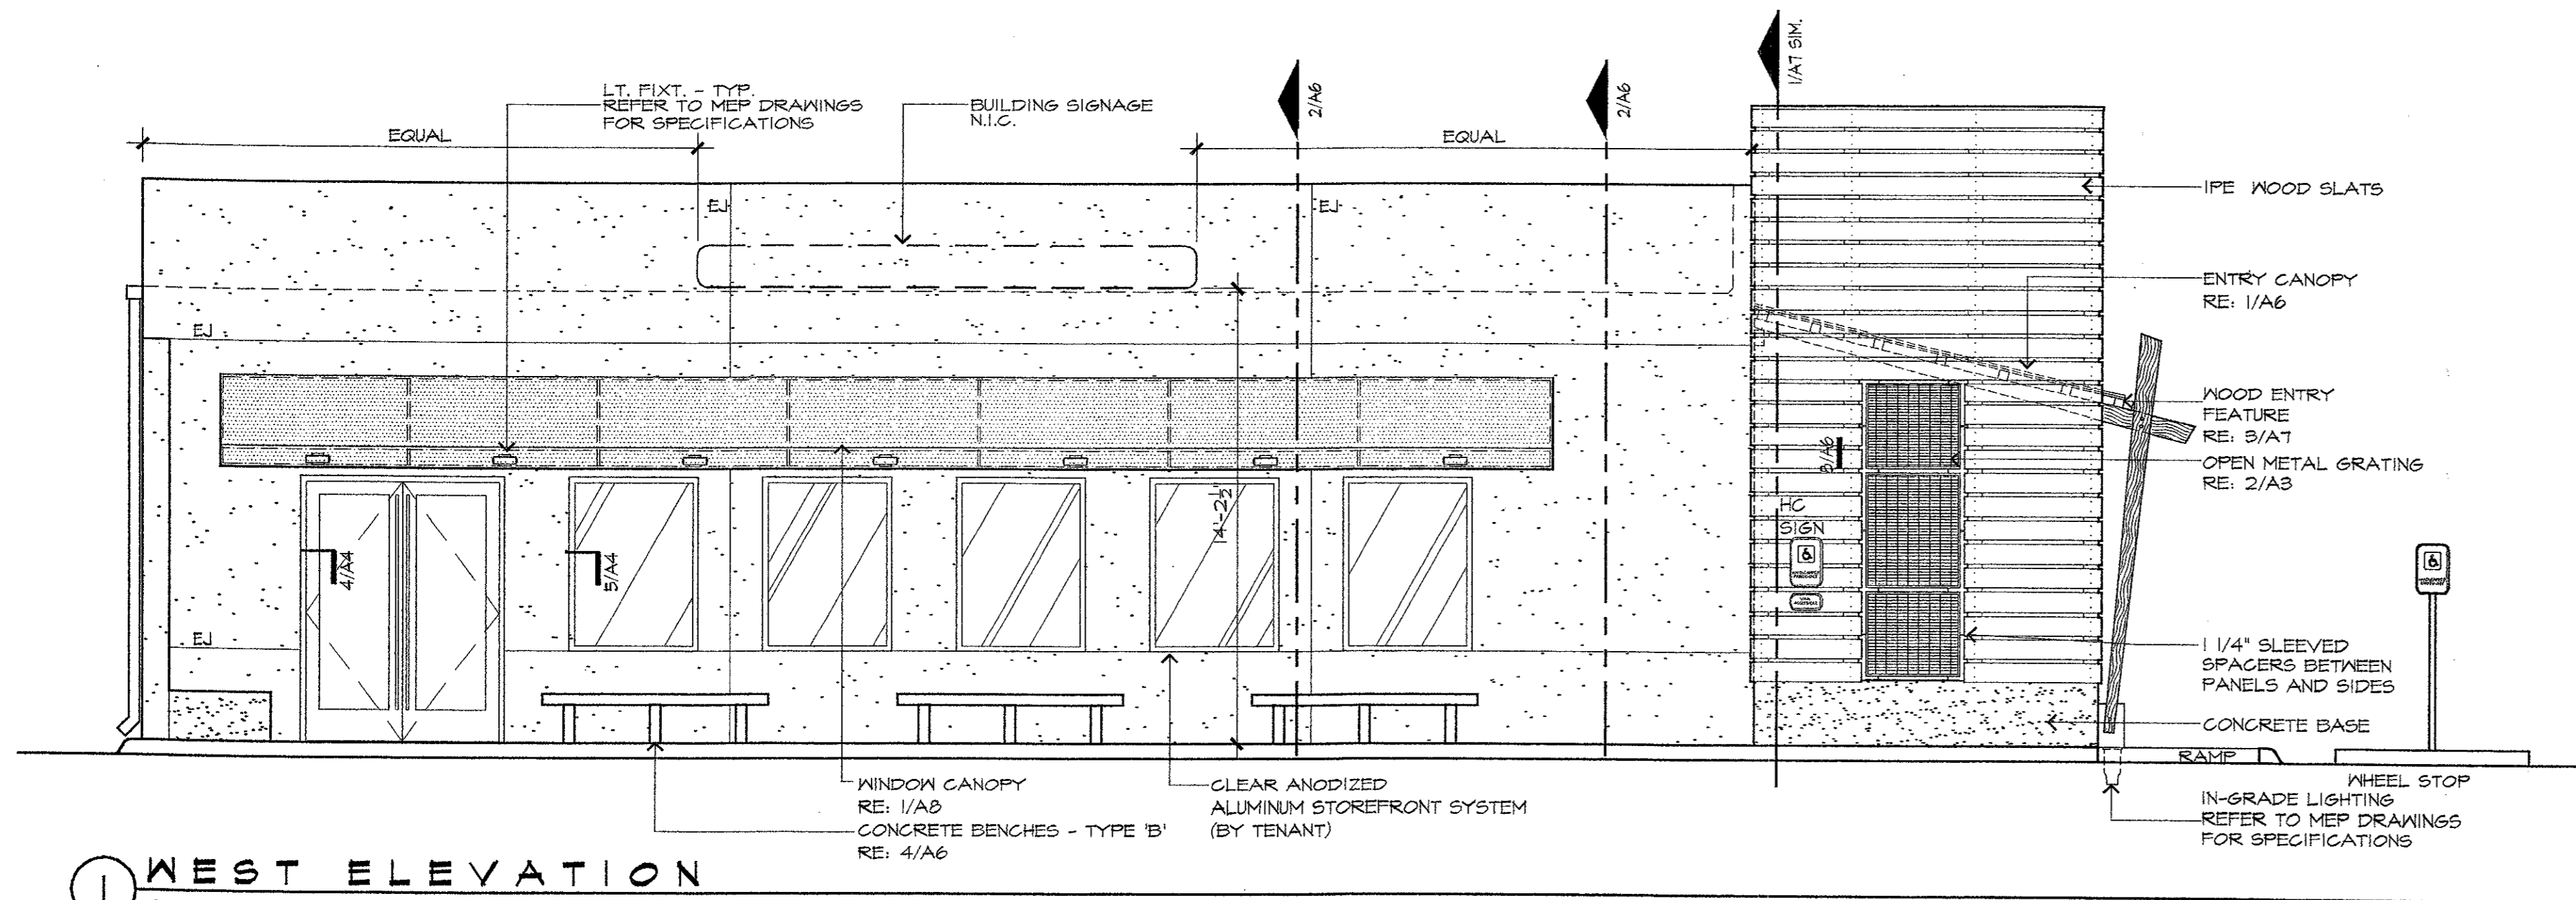 1/A7 SIM.
2/A6
2/A6
LT. FIXT. - TYP.
REFER TO MEP DRAWINGS
FOR SPECIFICATIONS
BUILDING SIGNAGE
N.I.C.
EQUAL
EQUAL
EJ
EJ
EJ
EJ
IPE WOOD SLATS
ENTRY CANOPY
RE: 1/A6
WOOD ENTRY
FEATURE
RE: 3/A7
OPEN METAL GRATING
RE: 2/A3
3/A6
HC
SIGN
14'-2 1/2"
4/A4
5/A4
1 1/4" SLEEVED
SPACERS BETWEEN
PANELS AND SIDES
CONCRETE BASE
RAMP
WHEEL STOP
IN-GRADE LIGHTING
REFER TO MEP DRAWINGS
FOR SPECIFICATIONS
WINDOW CANOPY
RE: 1/A8
CONCRETE BENCHES - TYPE 'B'
RE: 4/A6
CLEAR ANODIZED
ALUMINUM STOREFRONT SYSTEM
(BY TENANT)
1 WEST ELEVATION